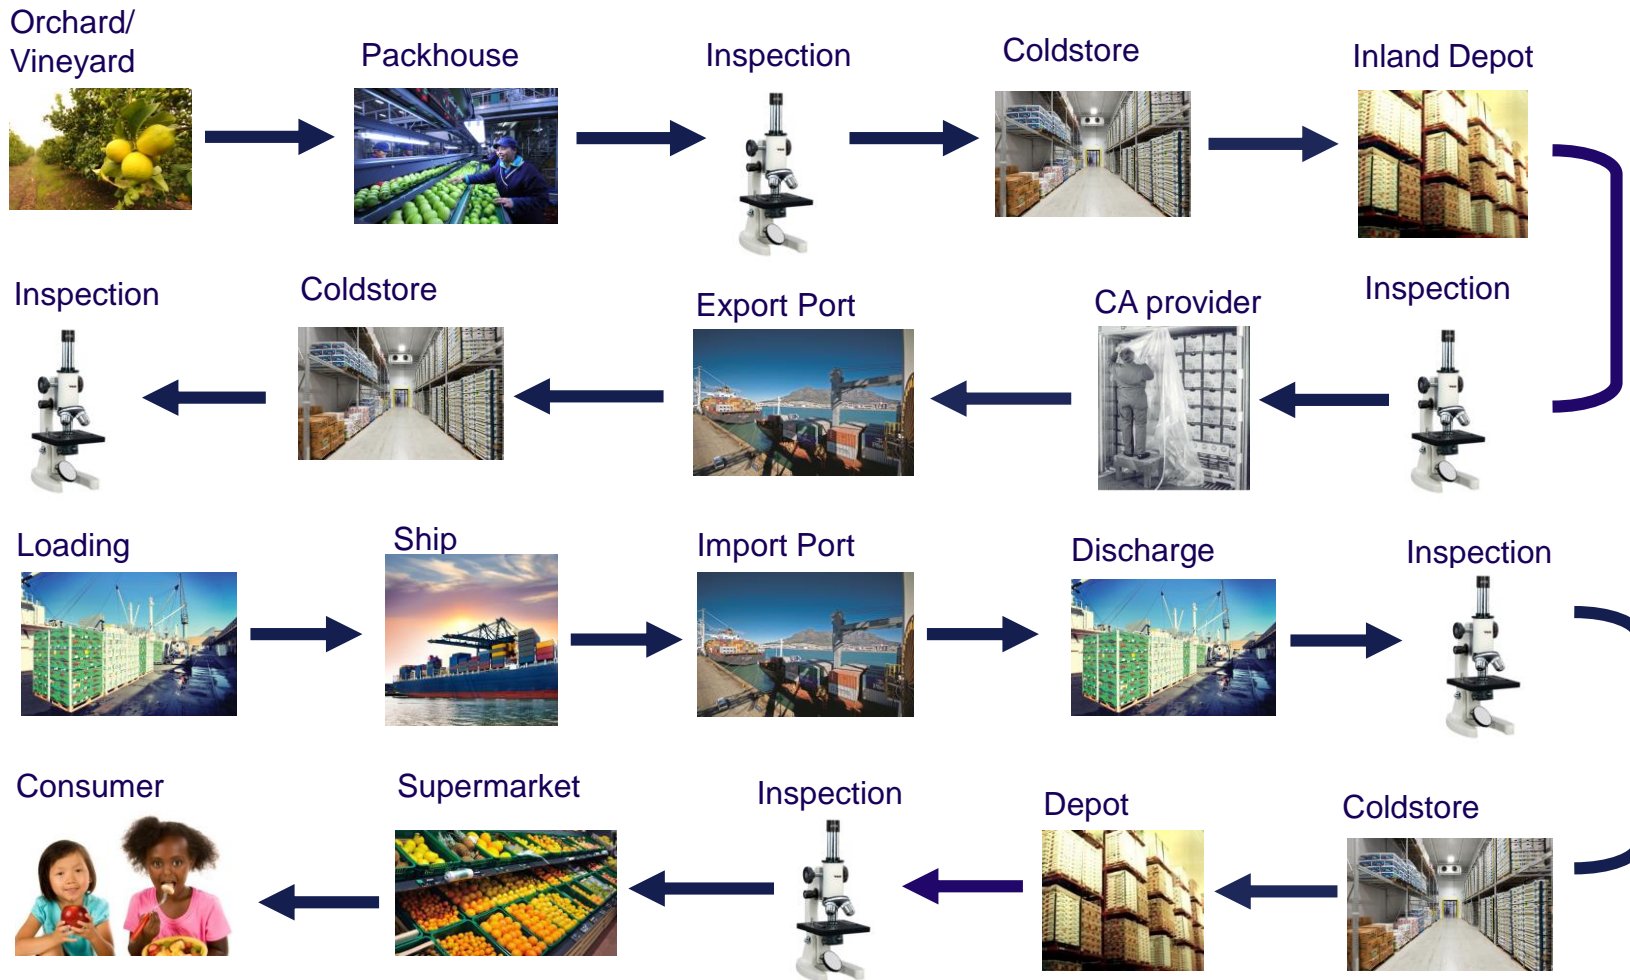 Orchard/
Vineyard
Packhouse
Inspection
Coldstore
Inland Depot
Inspection
Coldstore
Export Port
CA provider
Inspection
Loading
Ship
Import Port
Discharge
Inspection
Consumer
Supermarket
Inspection
Depot
Coldstore